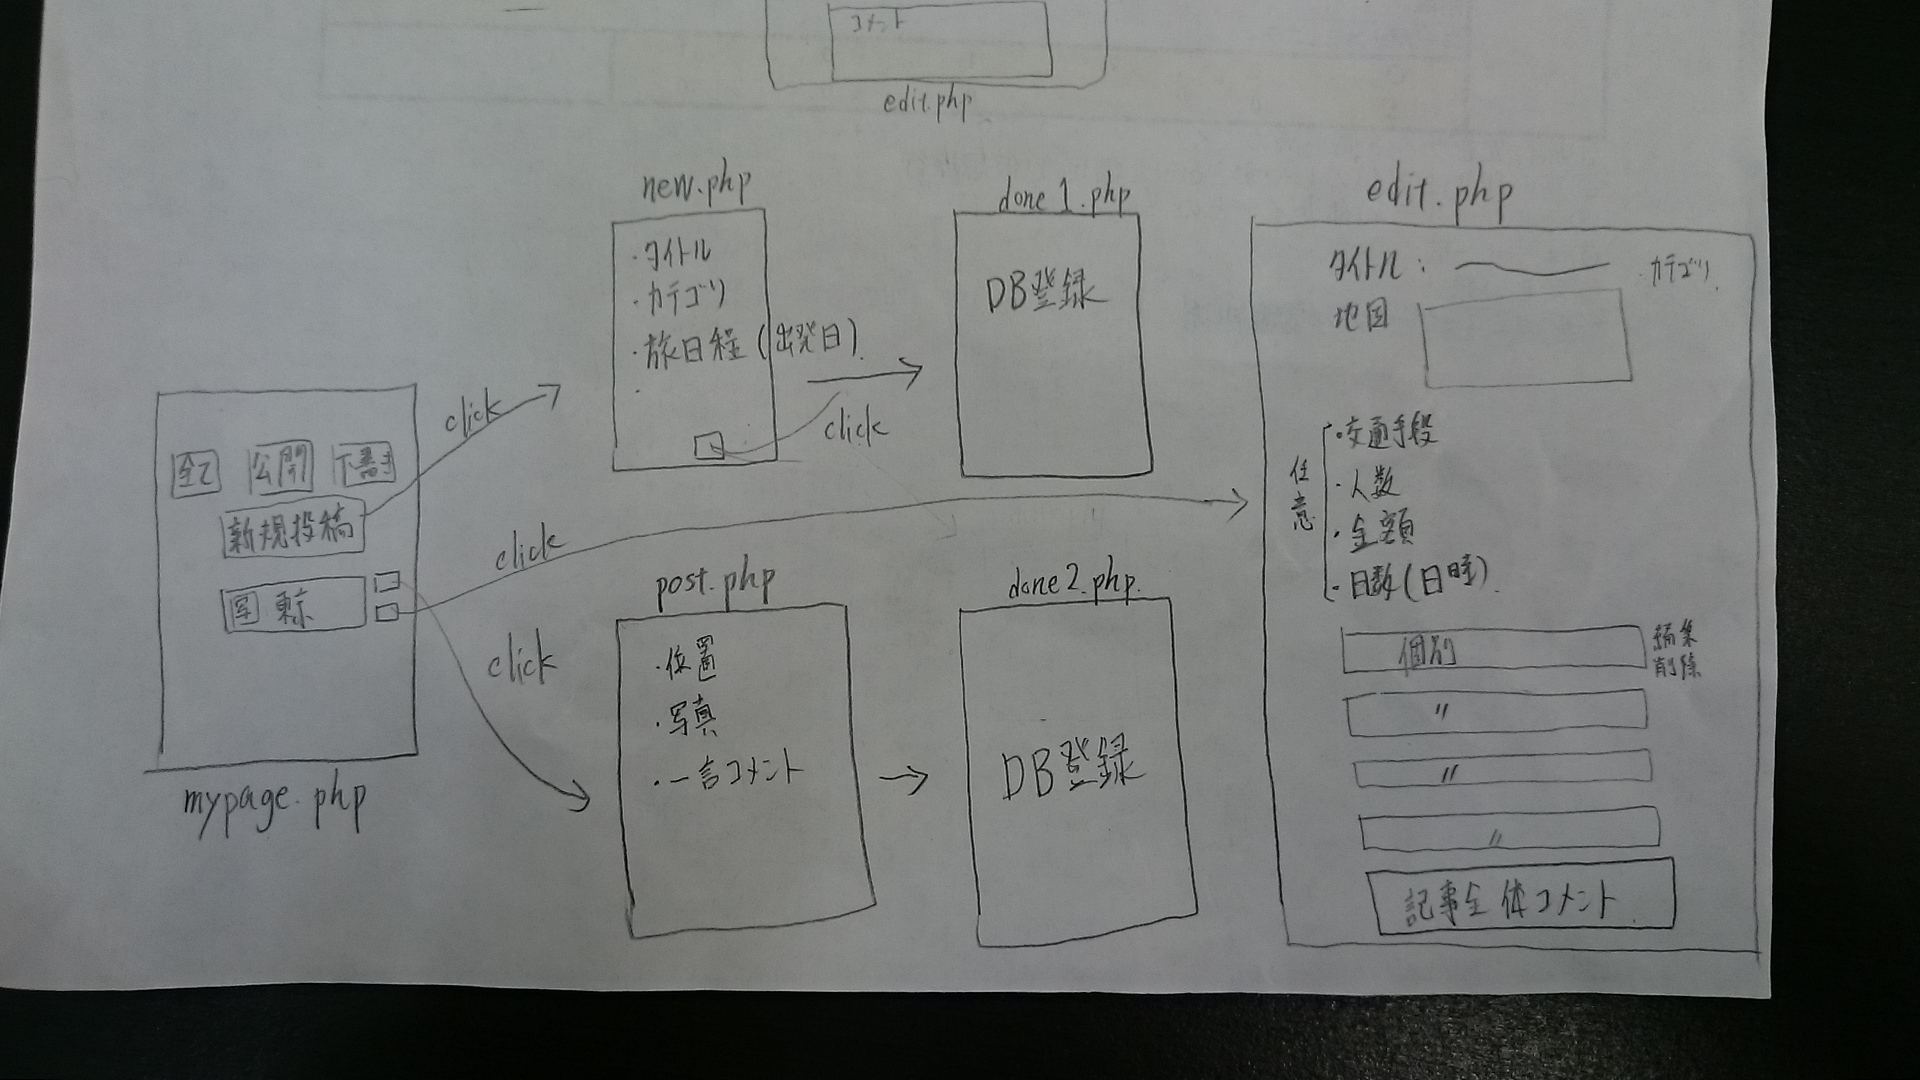 mypage.php
全て 公開 下書き
新規投稿
写 東京
click
click
click
new.php
・タイトル
・カテゴリ
・旅日程(出発日)
・
click
post.php
・位置
・写真
・一言コメント
done1.php
DB登録
done2.php.
DB登録
edit.php
タイトル:
・カテゴリ
地図
任意
・交通手段
・人数
・金額
・日数(日時)
個別
編集
削除
〃
〃
〃
記事全体コメント
コメント
edit.php